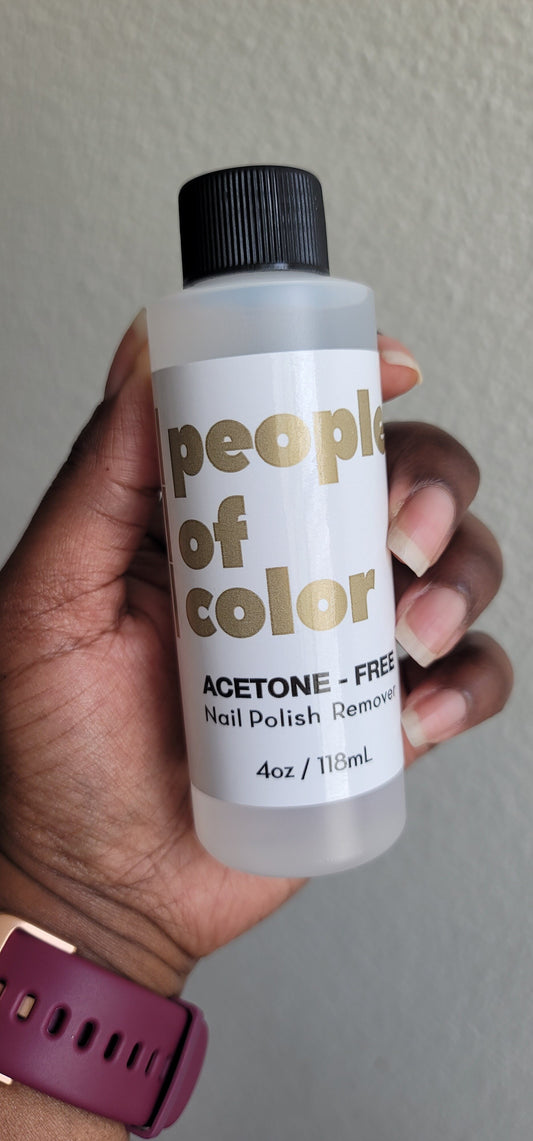 people
of
color
ACETONE - FREE
Nail Polish Remover
4oz / 118mL